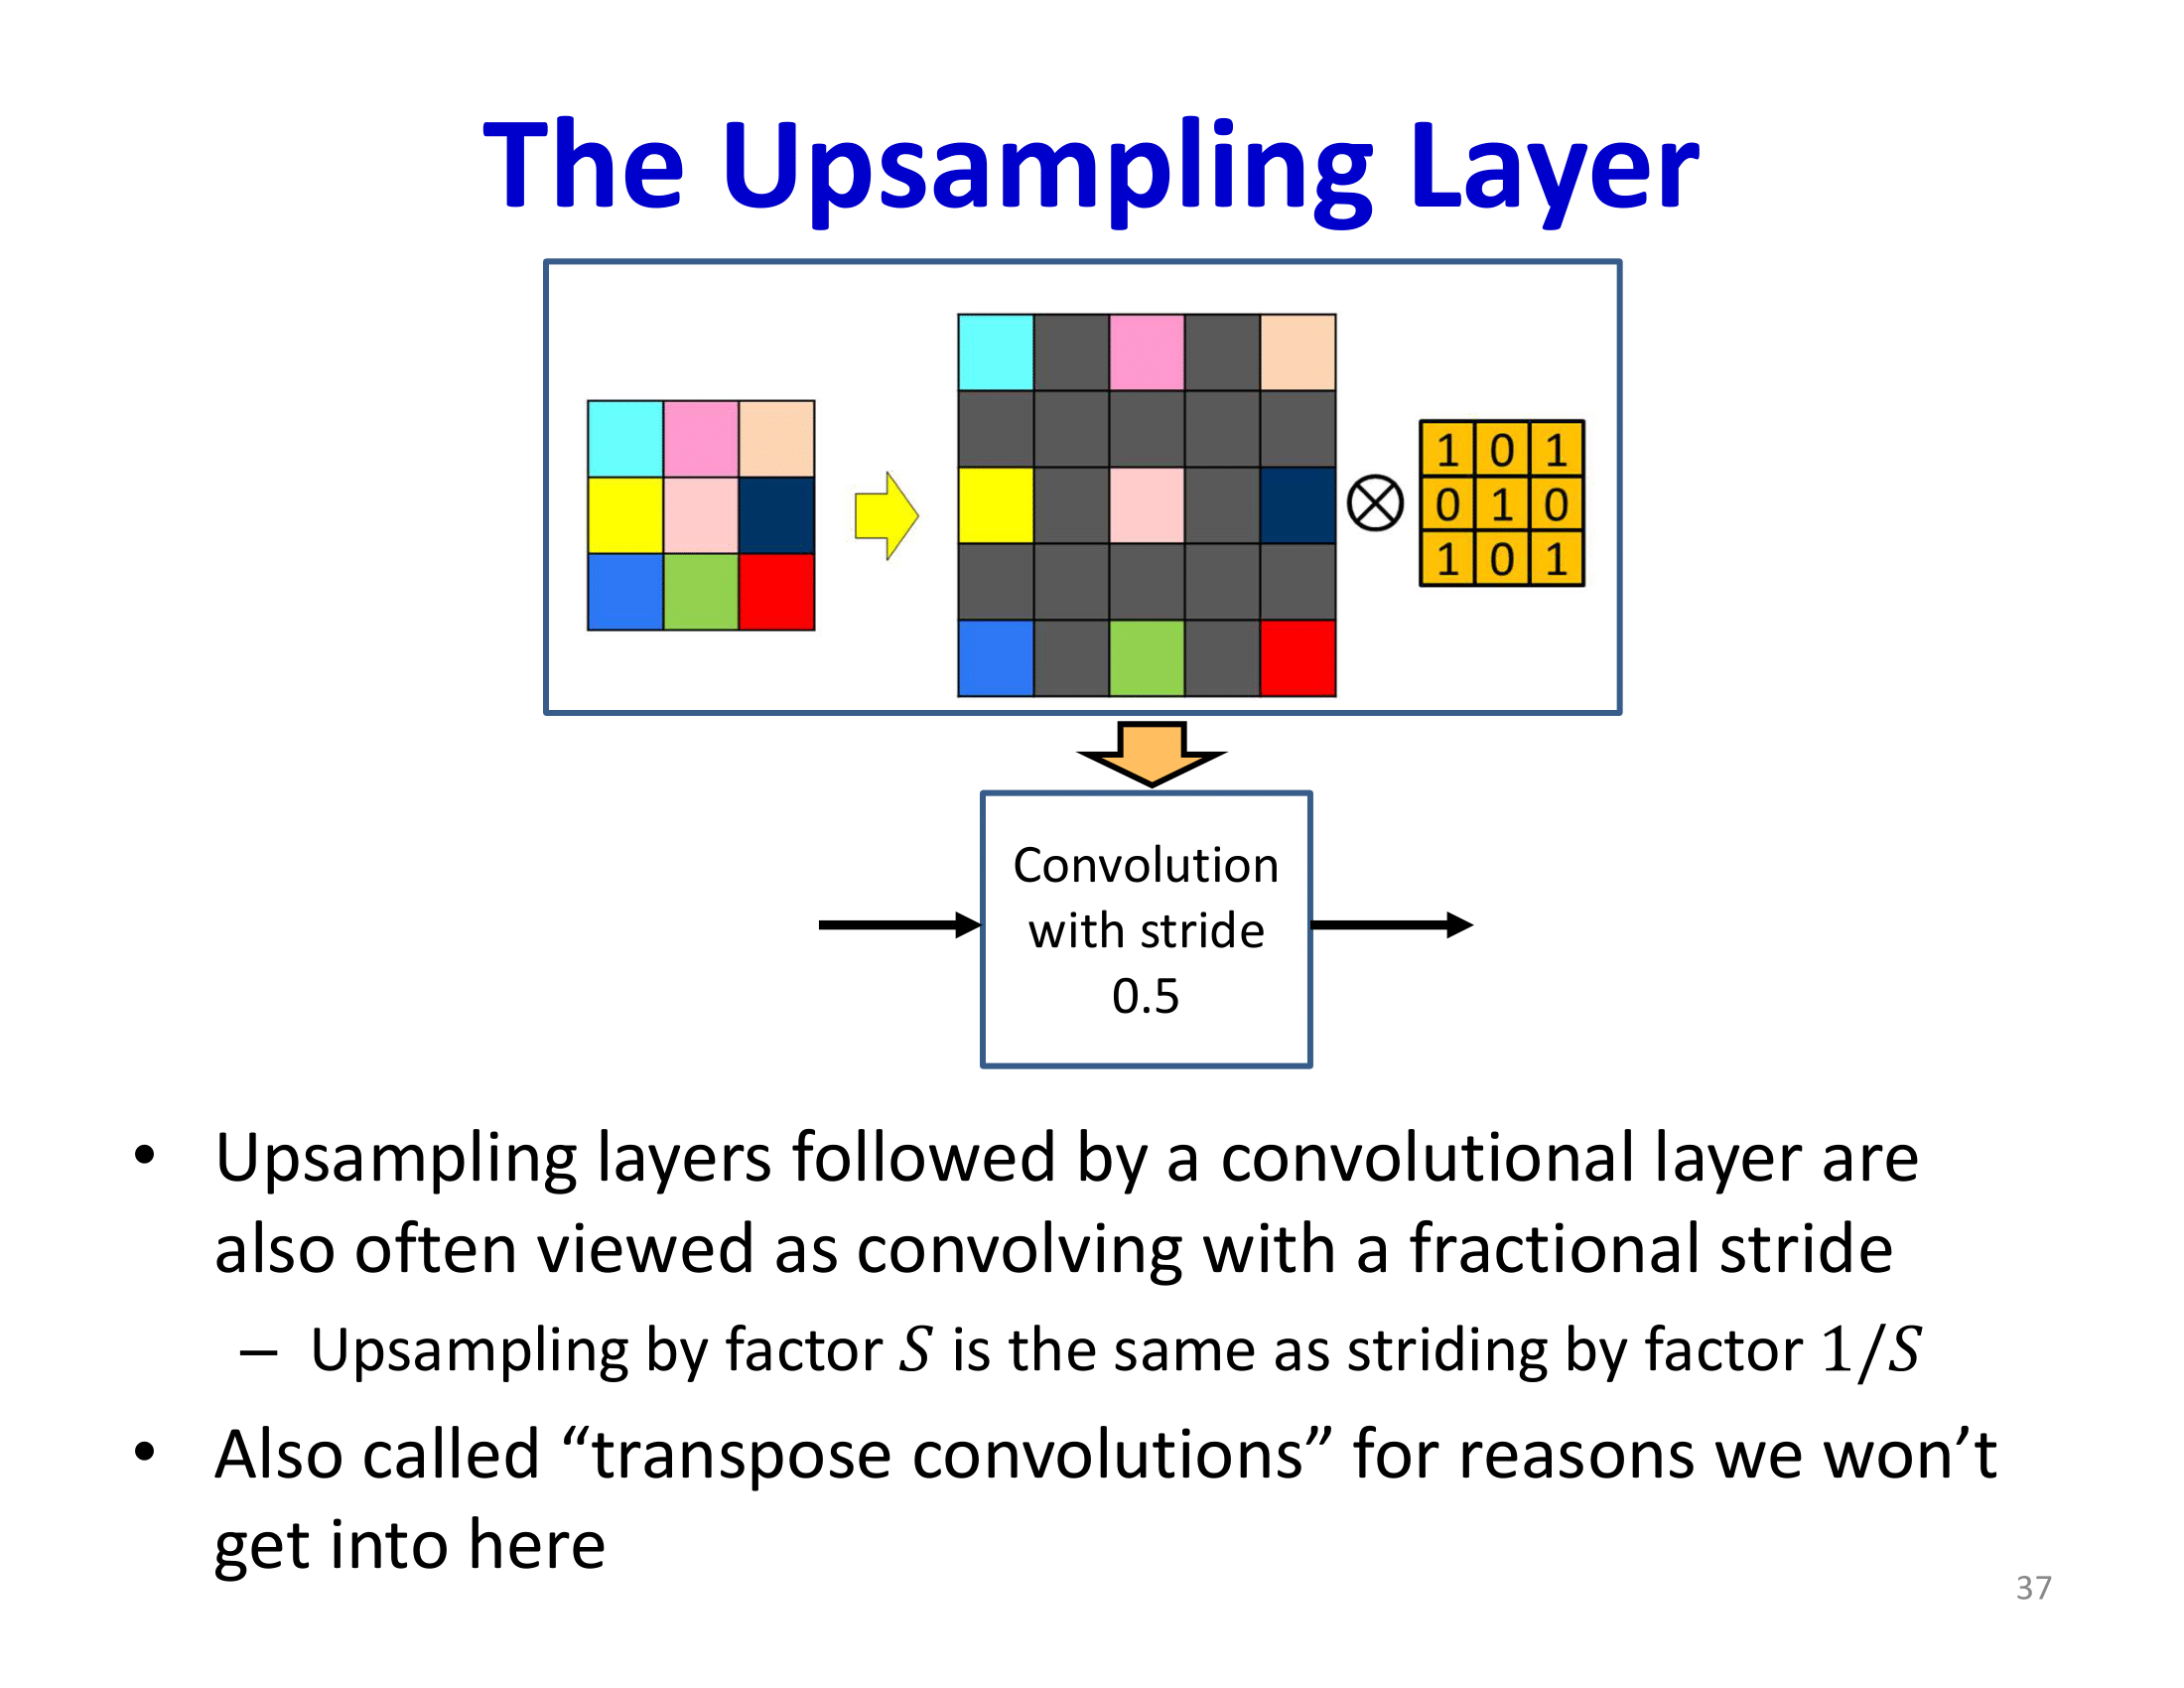 The Upsampling Layer
1 0 1
0 1 0
1 0 1
Convolution
with stride
0.5
• Upsampling layers followed by a convolutional layer are
also often viewed as convolving with a fractional stride
– Upsampling by factor S is the same as striding by factor 1/S
• Also called “transpose convolutions” for reasons we won’t
get into here
37